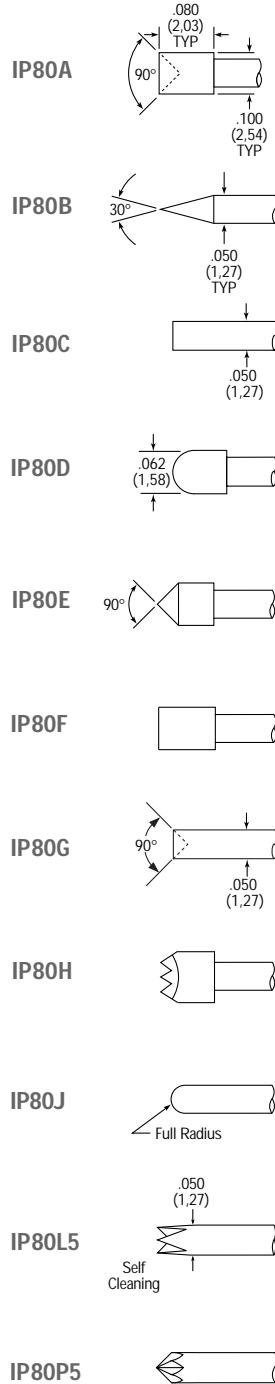 .080
(2,03)
TYP
IP80A
90°
.100
(2,54)
TYP
IP80B
30°
.050
(1,27)
TYP
IP80C
.050
(1,27)
IP80D
.062
(1,58)
IP80E
90°
IP80F
IP80G
90°
.050
(1,27)
IP80H
IP80J
Full Radius
.050
(1,27)
IP80L5
Self
Cleaning
IP80P5